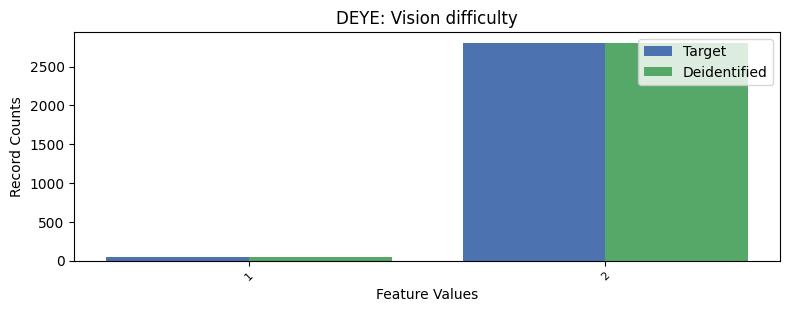 DEYE: Vision difficulty
Target
Deidentified
Record Counts
2500
2000
1500
1000
500
0
1
2
Feature Values